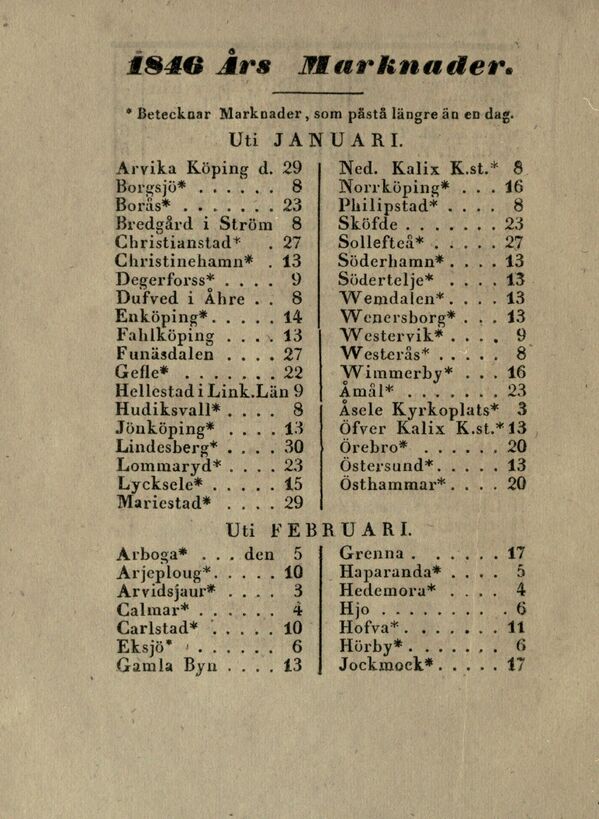 1846 Års Marknader.
* Betecknar Marknader, som påstå längre än en dag.
Uti JANUARI.
Arvika Köping d. 29
Borgsjö* . . . . . . 8
Borås* . . . . . . . 23
Bredgård i Ström 8
Christianstad* . 27
Christinehamn* . 13
Degerforss* . . . . 9
Dufved i Åhre . . 8
Enköping* . . . . . 14
Fahlköping . . . . 13
Funäsdalen . . . . 27
Gefle* . . . . . . . 22
Hellestad i Link. Län 9
Hudiksvall* . . . . 8
Jönköping* . . . . 13
Lindesberg* . . . . 30
Lommaryd* . . . . 23
Lycksele* . . . . . 15
Mariestad* . . . . 29
Ned. Kalix K.st.* 8
Norrköping* . . . 16
Philipstad* . . . . 8
Sköfde . . . . . . . 23
Sollefteå* . . . . . 27
Söderhamn* . . . . 13
Södertelje* . . . . 13
Wemdalen* . . . . 13
Wenersborg* . . . 13
Westervik* . . . . 9
Westerås* . . . . . 8
Wimmerby* . . . 16
Åmål* . . . . . . . 23
Åsele Kyrkoplats* 3
Öfver Kalix K.st.* 13
Örebro* . . . . . . 20
Östersund* . . . . . 13
Östhammar* . . . . 20
Uti FEBRUARI.
Arboga* . . . den 5
Arjeploug* . . . . . 10
Arvidsjaur* . . . . 3
Calmar* . . . . . . 4
Carlstad* . . . . . 10
Eksjö* . . . . . . 6
Gamla Byn . . . . 13
Grenna . . . . . . . 17
Haparanda* . . . . 5
Hedemora* . . . . 4
Hjo . . . . . . . . 6
Hofva* . . . . . . 11
Hörby* . . . . . . 6
Jockmock* . . . . . 17